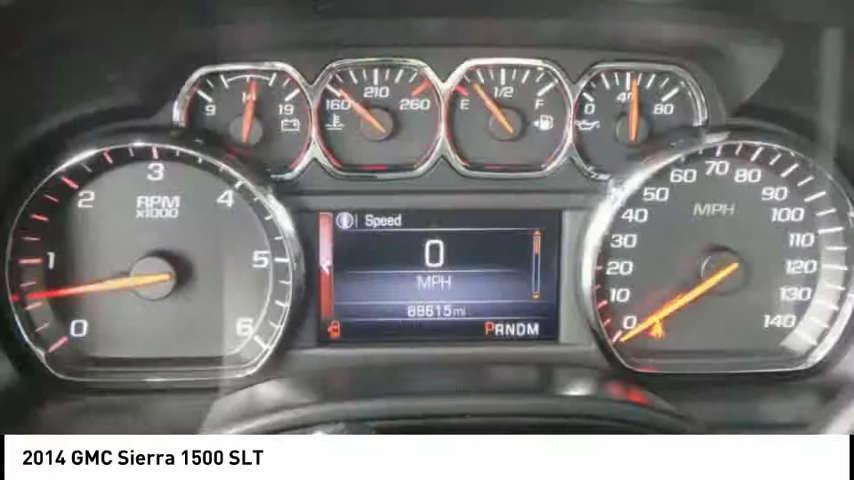 9 14 19
160 210 260
E 1/2 F
0 40 80
0 1 2 3 4 5 6
RPM
x1000
Speed
0
MPH
88615mi
PRNDM
0 10 20 30 40 50 60 70 80 90 100 110 120 130 140
MPH
2014 GMC Sierra 1500 SLT